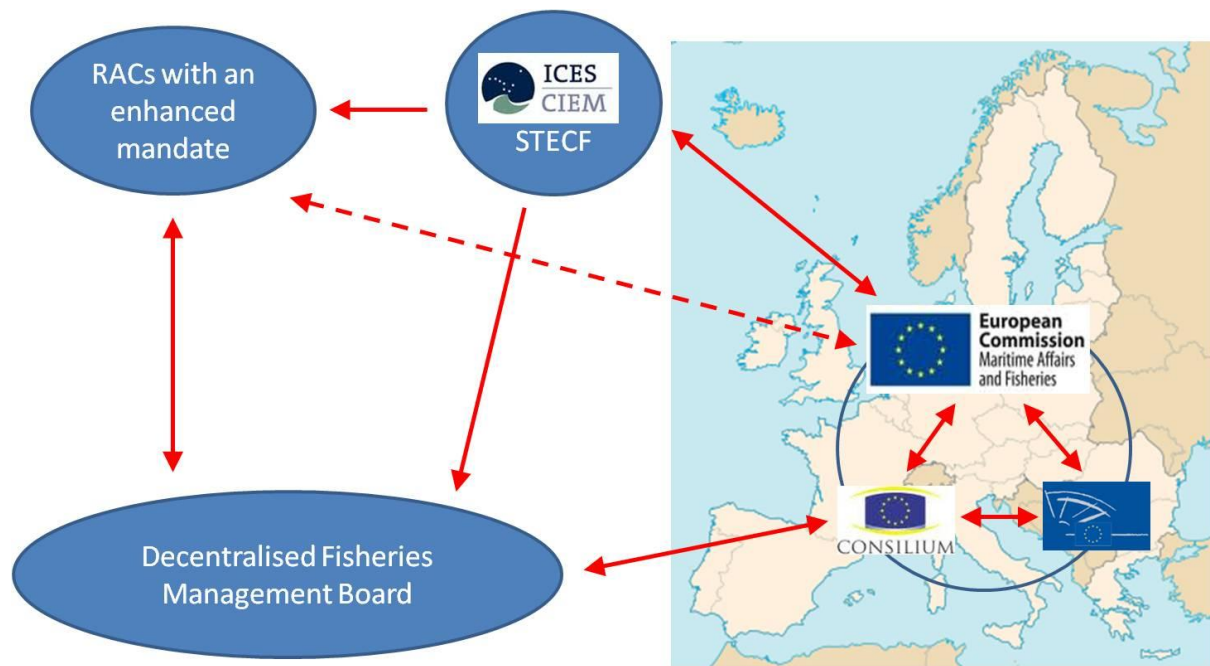 RACs with an
enhanced
mandate
ICES
CIEM
STECF
European
Commission
Maritime Affairs
and Fisheries
CONSILIUM
Decentralised Fisheries
Management Board